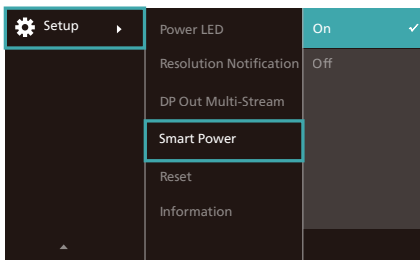 Setup
Power LED
On
Resolution Notification
Off
DP Out Multi-Stream
Smart Power
Reset
Information